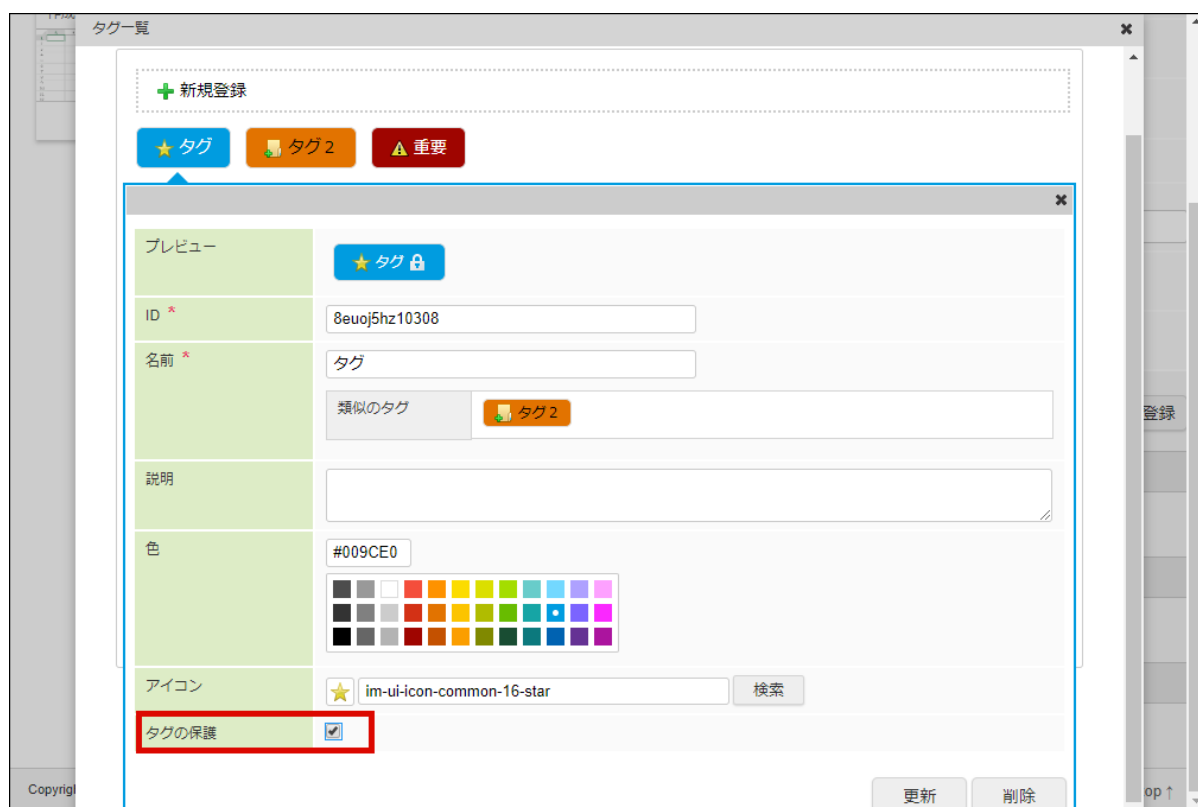 タグ一覧
新規登録
タグ
タグ2
重要
プレビュー
タグ
ID *
8euoj5hz10308
名前 *
タグ
類似のタグ
タグ2
登録
説明
色
#009CE0
アイコン
im-ui-icon-common-16-star
検索
タグの保護
更新
削除
Copyrig
op ↑